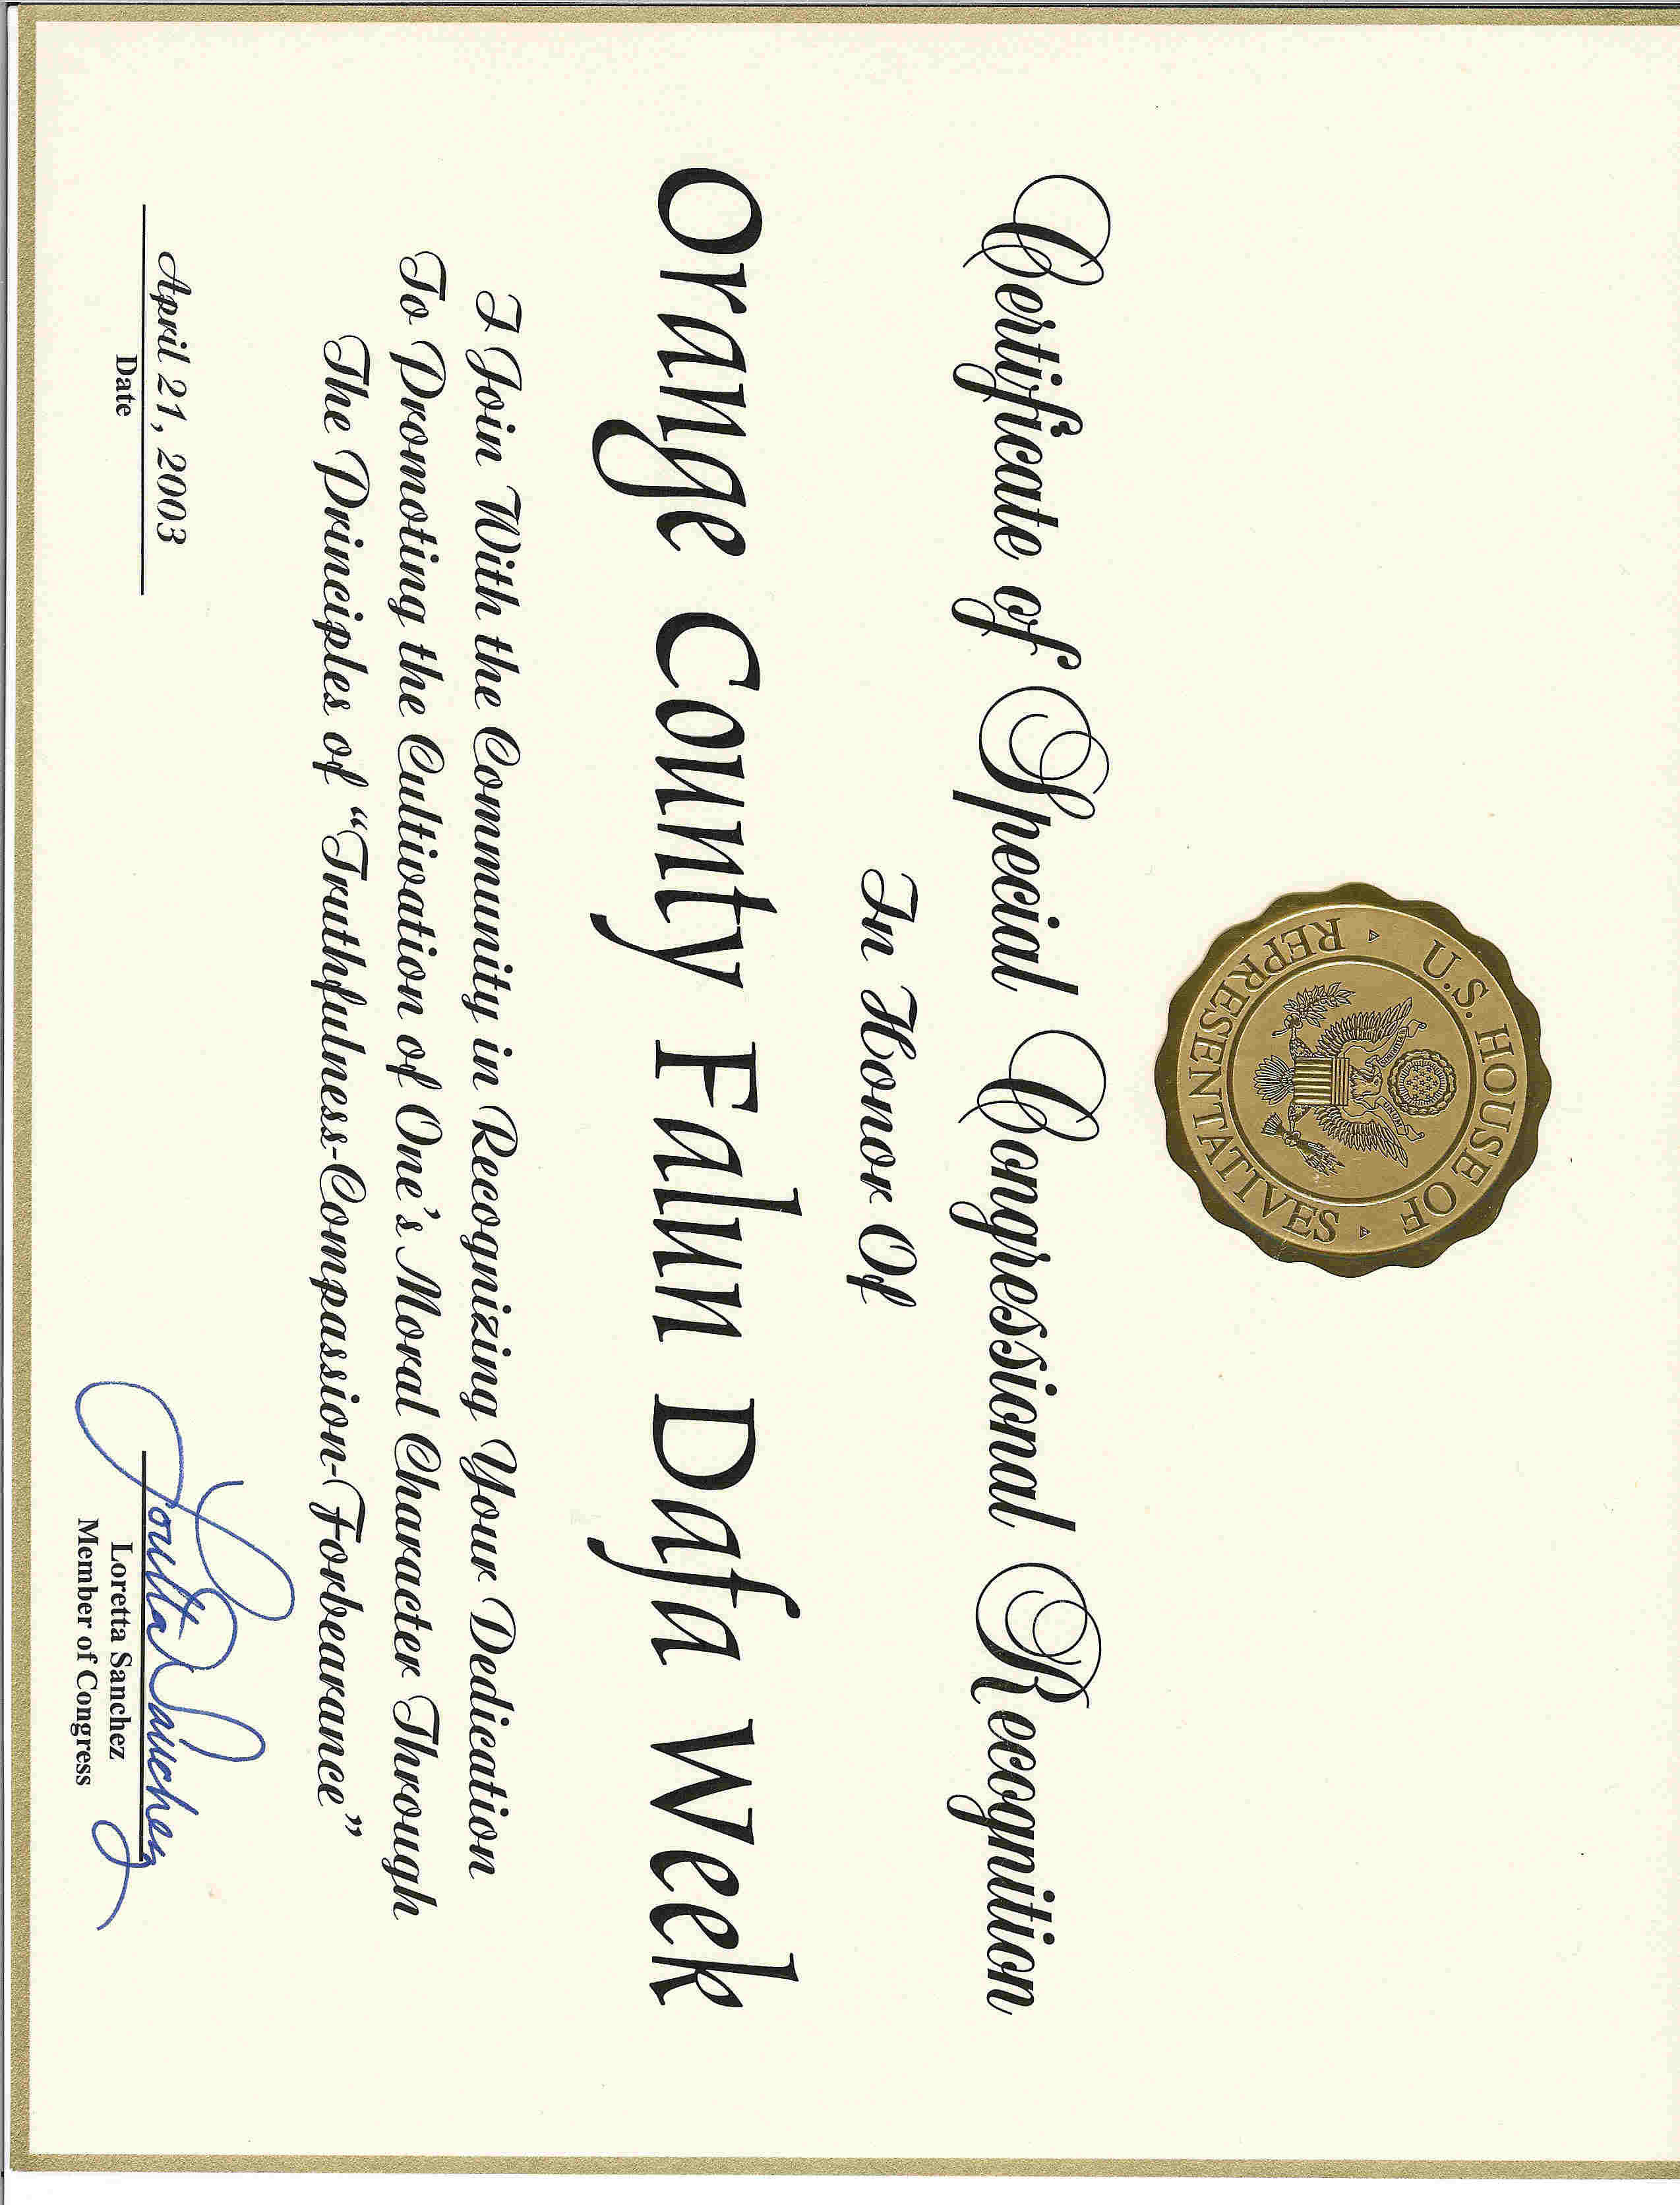 U.S. HOUSE OF
REPRESENTATIVES
Certificate of Special Congressional Recognition
In Honor Of
Orange County Falun Dafa Week
I Join With the Community in Recognizing Your Dedication
To Promoting the Cultivation of One's Moral Character Through
The Principles of “Truthfulness-Compassion-Forbearance”
April 21, 2003
Date
Loretta Sanchez
Loretta Sanchez
Member of Congress